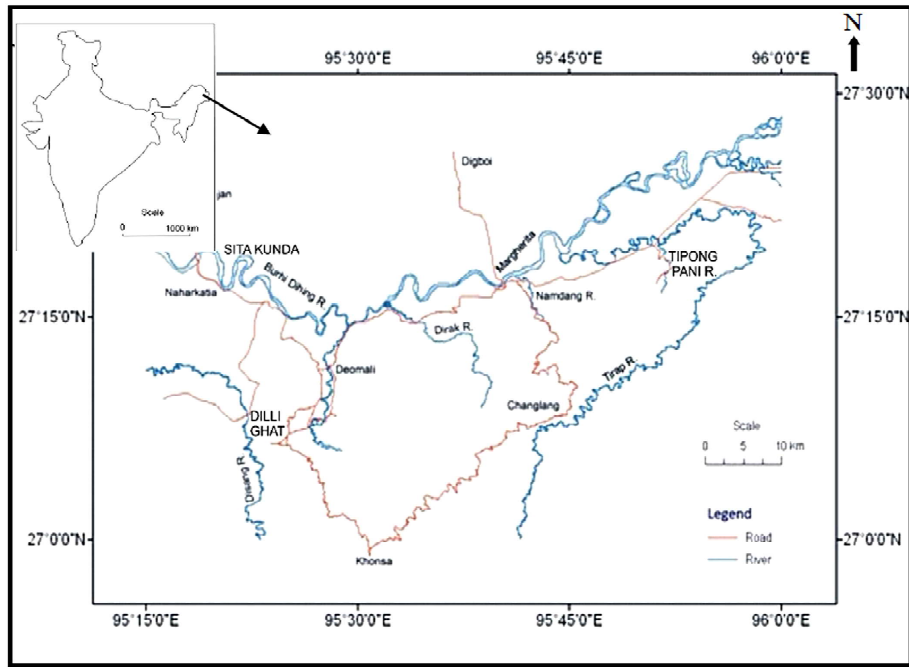 N
95°30'0"E
95°45'0"E
96°0'0"E
27°30'0"N
Digboi
jan
Scale
0 1000 km
SITA KUNDA
Margherita
TIPONG
PANI R.
Burhi Dihing R.
Naharkatia
Namdang R.
27°15'0"N
27°15'0"N
Dirak R.
Deomali
Tirap R.
Changlang
DILLI
GHAT
Scale
0 5 10 km
Disang R.
Legend
Road
River
27°0'0"N
27°0'0"N
Khonsa
95°15'0"E
95°30'0"E
95°45'0"E
96°0'0"E